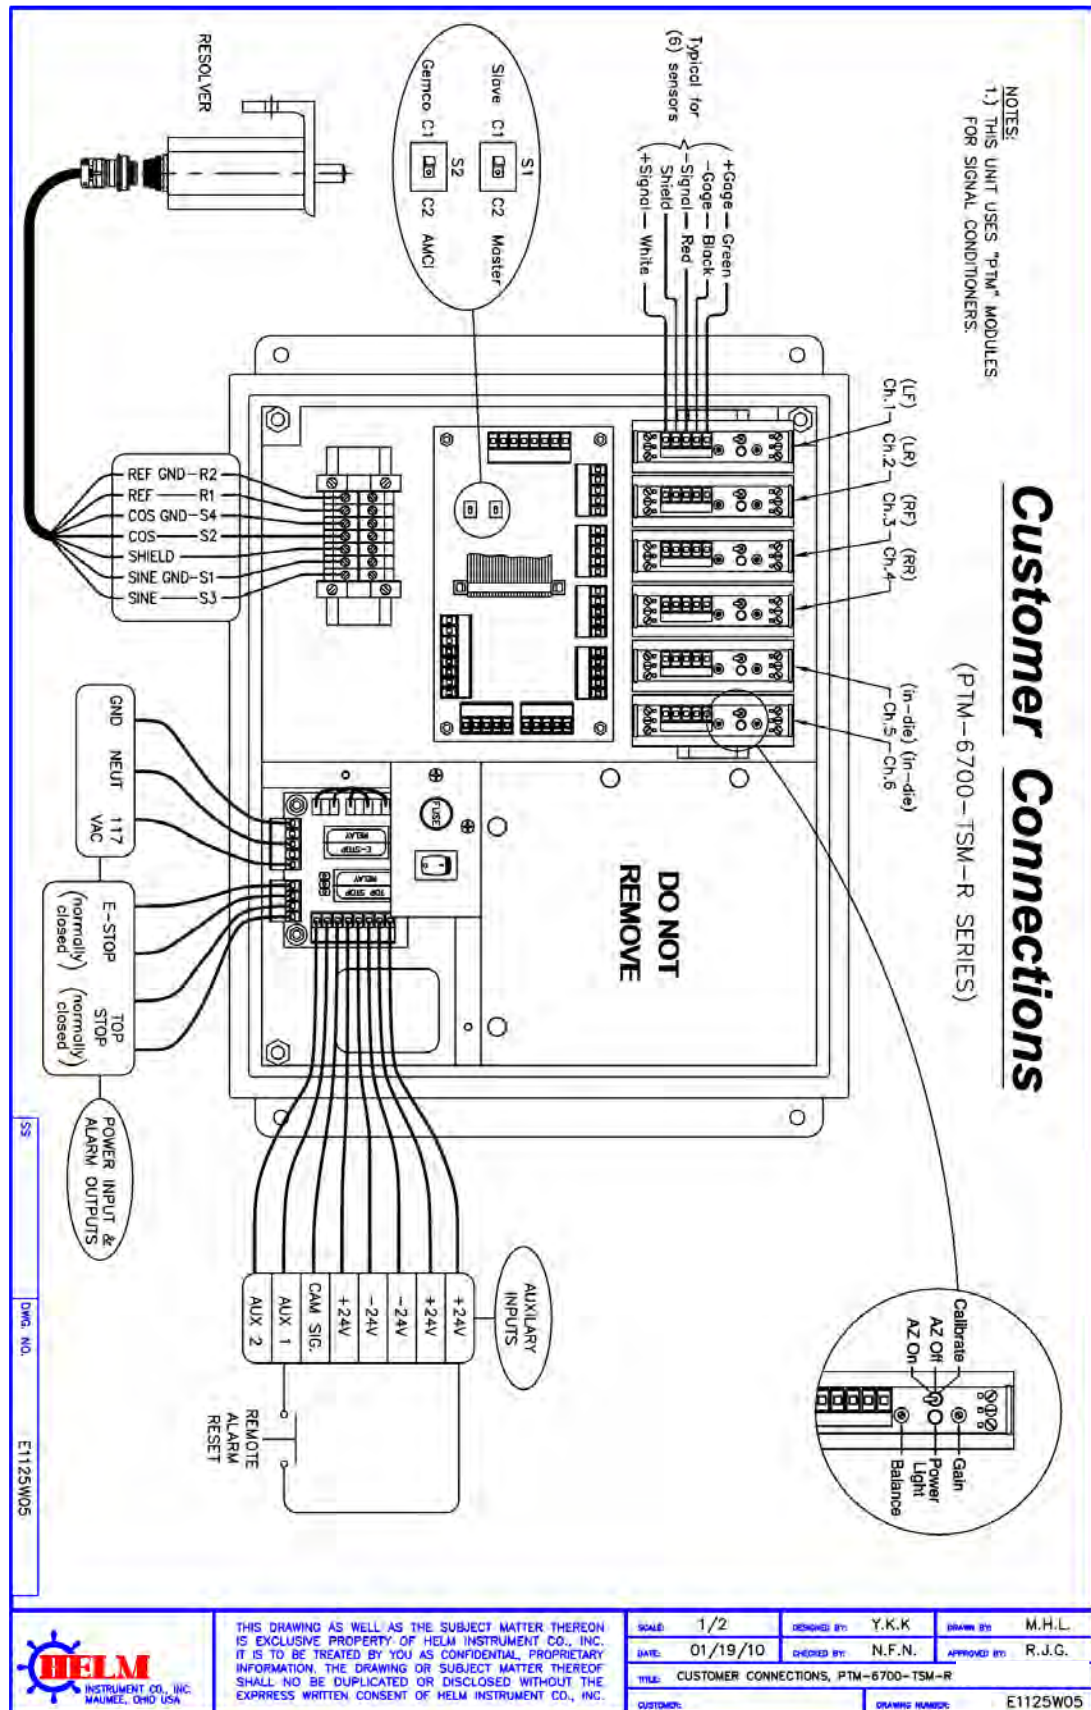 Customer Connections
(PTM-6700-TSM-R SERIES)
NOTES:
1.) THIS UNIT USES "PTM" MODULES
FOR SIGNAL CONDITIONERS.
Typical for
(6) sensors
+Gage — Green
-Gage — Black
-Signal — Red
Shield
+Signal — White
S1
Slave C1 C2 Master
S2
Gemco C1 C2 AMCI
RESOLVER
(LF)
Ch.1
(LR)
Ch.2
(RF)
Ch.3
(RR)
Ch.4
(in-die)
Ch.5
(in-die)
Ch.6
REF GND-R2
REF — R1
COS GND-S4
COS — S2
SHIELD
SINE GND-S1
SINE — S3
DO NOT
REMOVE
FUSE
E-STOP
RELAY
TOP STOP
RELAY
GND
NEUT
117
VAC
E-STOP
(normally
closed)
TOP
STOP
(normally
closed)
POWER INPUT &
ALARM OUTPUTS
AUXILARY
INPUTS
+24V
+24V
-24V
-24V
+24V
CAM SIG.
AUX 1
AUX 2
REMOTE
ALARM
RESET
Calibrate
AZ Off
AZ On
Gain
Power
Light
Balance
SS
DWG. NO.
E1125W05
HELM
INSTRUMENT CO., INC.
MAUMEE, OHIO USA
THIS DRAWING AS WELL AS THE SUBJECT MATTER THEREON
IS EXCLUSIVE PROPERTY OF HELM INSTRUMENT CO., INC.
IT IS TO BE TREATED BY YOU AS CONFIDENTIAL, PROPRIETARY
INFORMATION. THE DRAWING OR SUBJECT MATTER THEREOF
SHALL NO BE DUPLICATED OR DISCLOSED WITHOUT THE
EXPRRESS WRITTEN CONSENT OF HELM INSTRUMENT CO., INC.
SCALE: 1/2
DESIGNED BY: Y.K.K
DRAWN BY: M.H.L.
DATE: 01/19/10
CHECKED BY: N.F.N.
APPROVED BY: R.J.G.
TITLE: CUSTOMER CONNECTIONS, PTM-6700-TSM-R
CUSTOMER:
DRAWING NUMBER: E1125W05